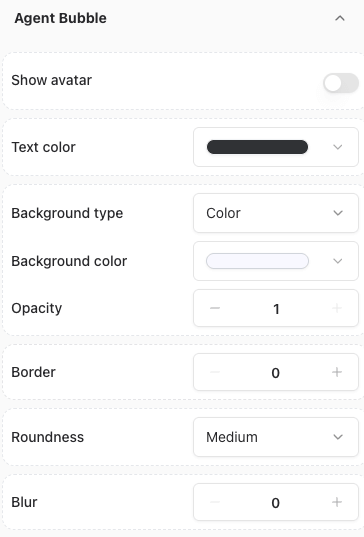 Agent Bubble
Show avatar
Text color
Background type Color
Background color
Opacity 1
Border 0
Roundness Medium
Blur 0